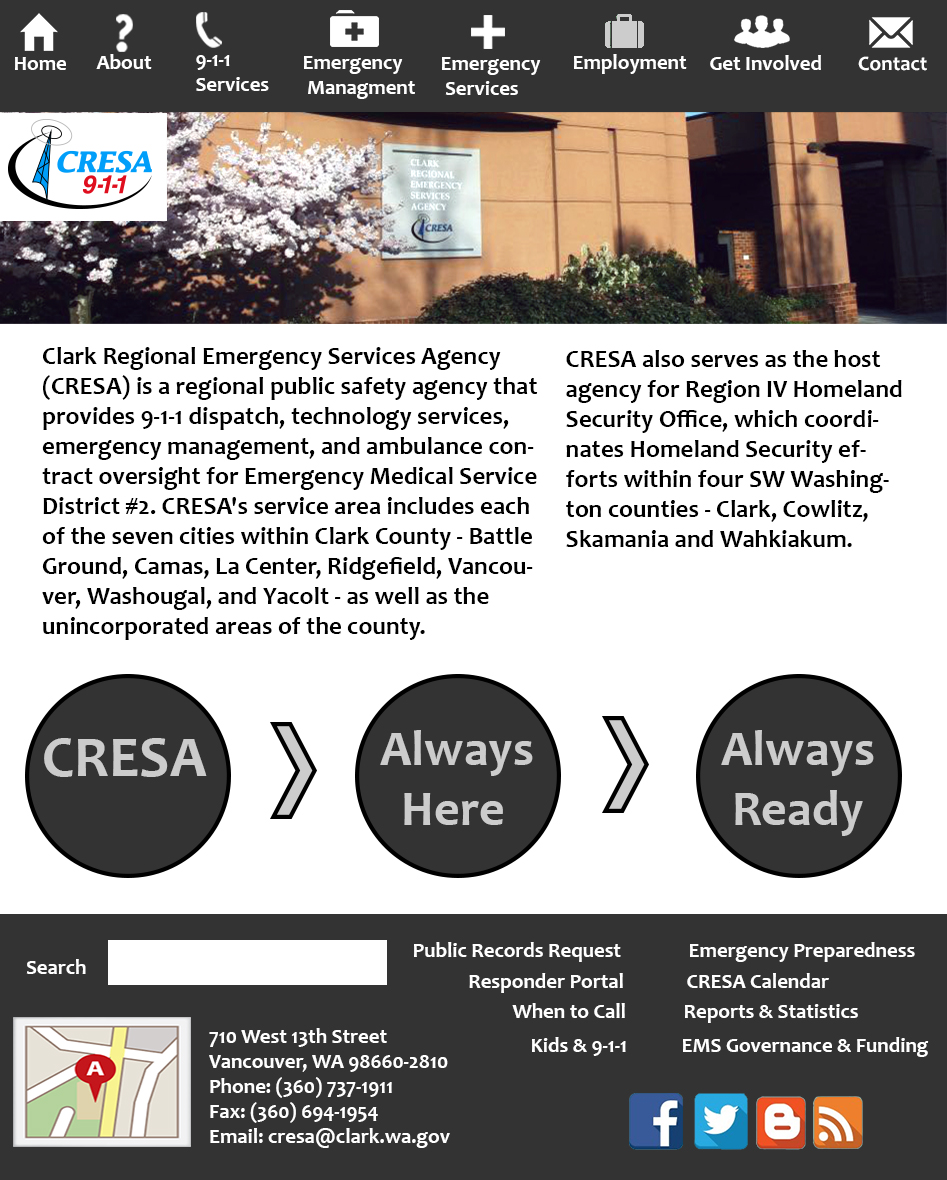 Home
About
9-1-1
Services
Emergency
Managment
Emergency
Services
Employment
Get Involved
Contact
CRESA
9-1-1
CLARK
REGIONAL
EMERGENCY
SERVICES
AGENCY
CRESA
Clark Regional Emergency Services Agency
(CRESA) is a regional public safety agency that
provides 9-1-1 dispatch, technology services,
emergency management, and ambulance con-
tract oversight for Emergency Medical Service
District #2. CRESA's service area includes each
of the seven cities within Clark County - Battle
Ground, Camas, La Center, Ridgefield, Vancou-
ver, Washougal, and Yacolt - as well as the
unincorporated areas of the county.
CRESA also serves as the host
agency for Region IV Homeland
Security Office, which coordi-
nates Homeland Security ef-
forts within four SW Washing-
ton counties - Clark, Cowlitz,
Skamania and Wahkiakum.
CRESA
Always
Here
Always
Ready
Search
Public Records Request
Responder Portal
When to Call
Kids & 9-1-1
Emergency Preparedness
CRESA Calendar
Reports & Statistics
EMS Governance & Funding
A
710 West 13th Street
Vancouver, WA 98660-2810
Phone: (360) 737-1911
Fax: (360) 694-1954
Email: cresa@clark.wa.gov